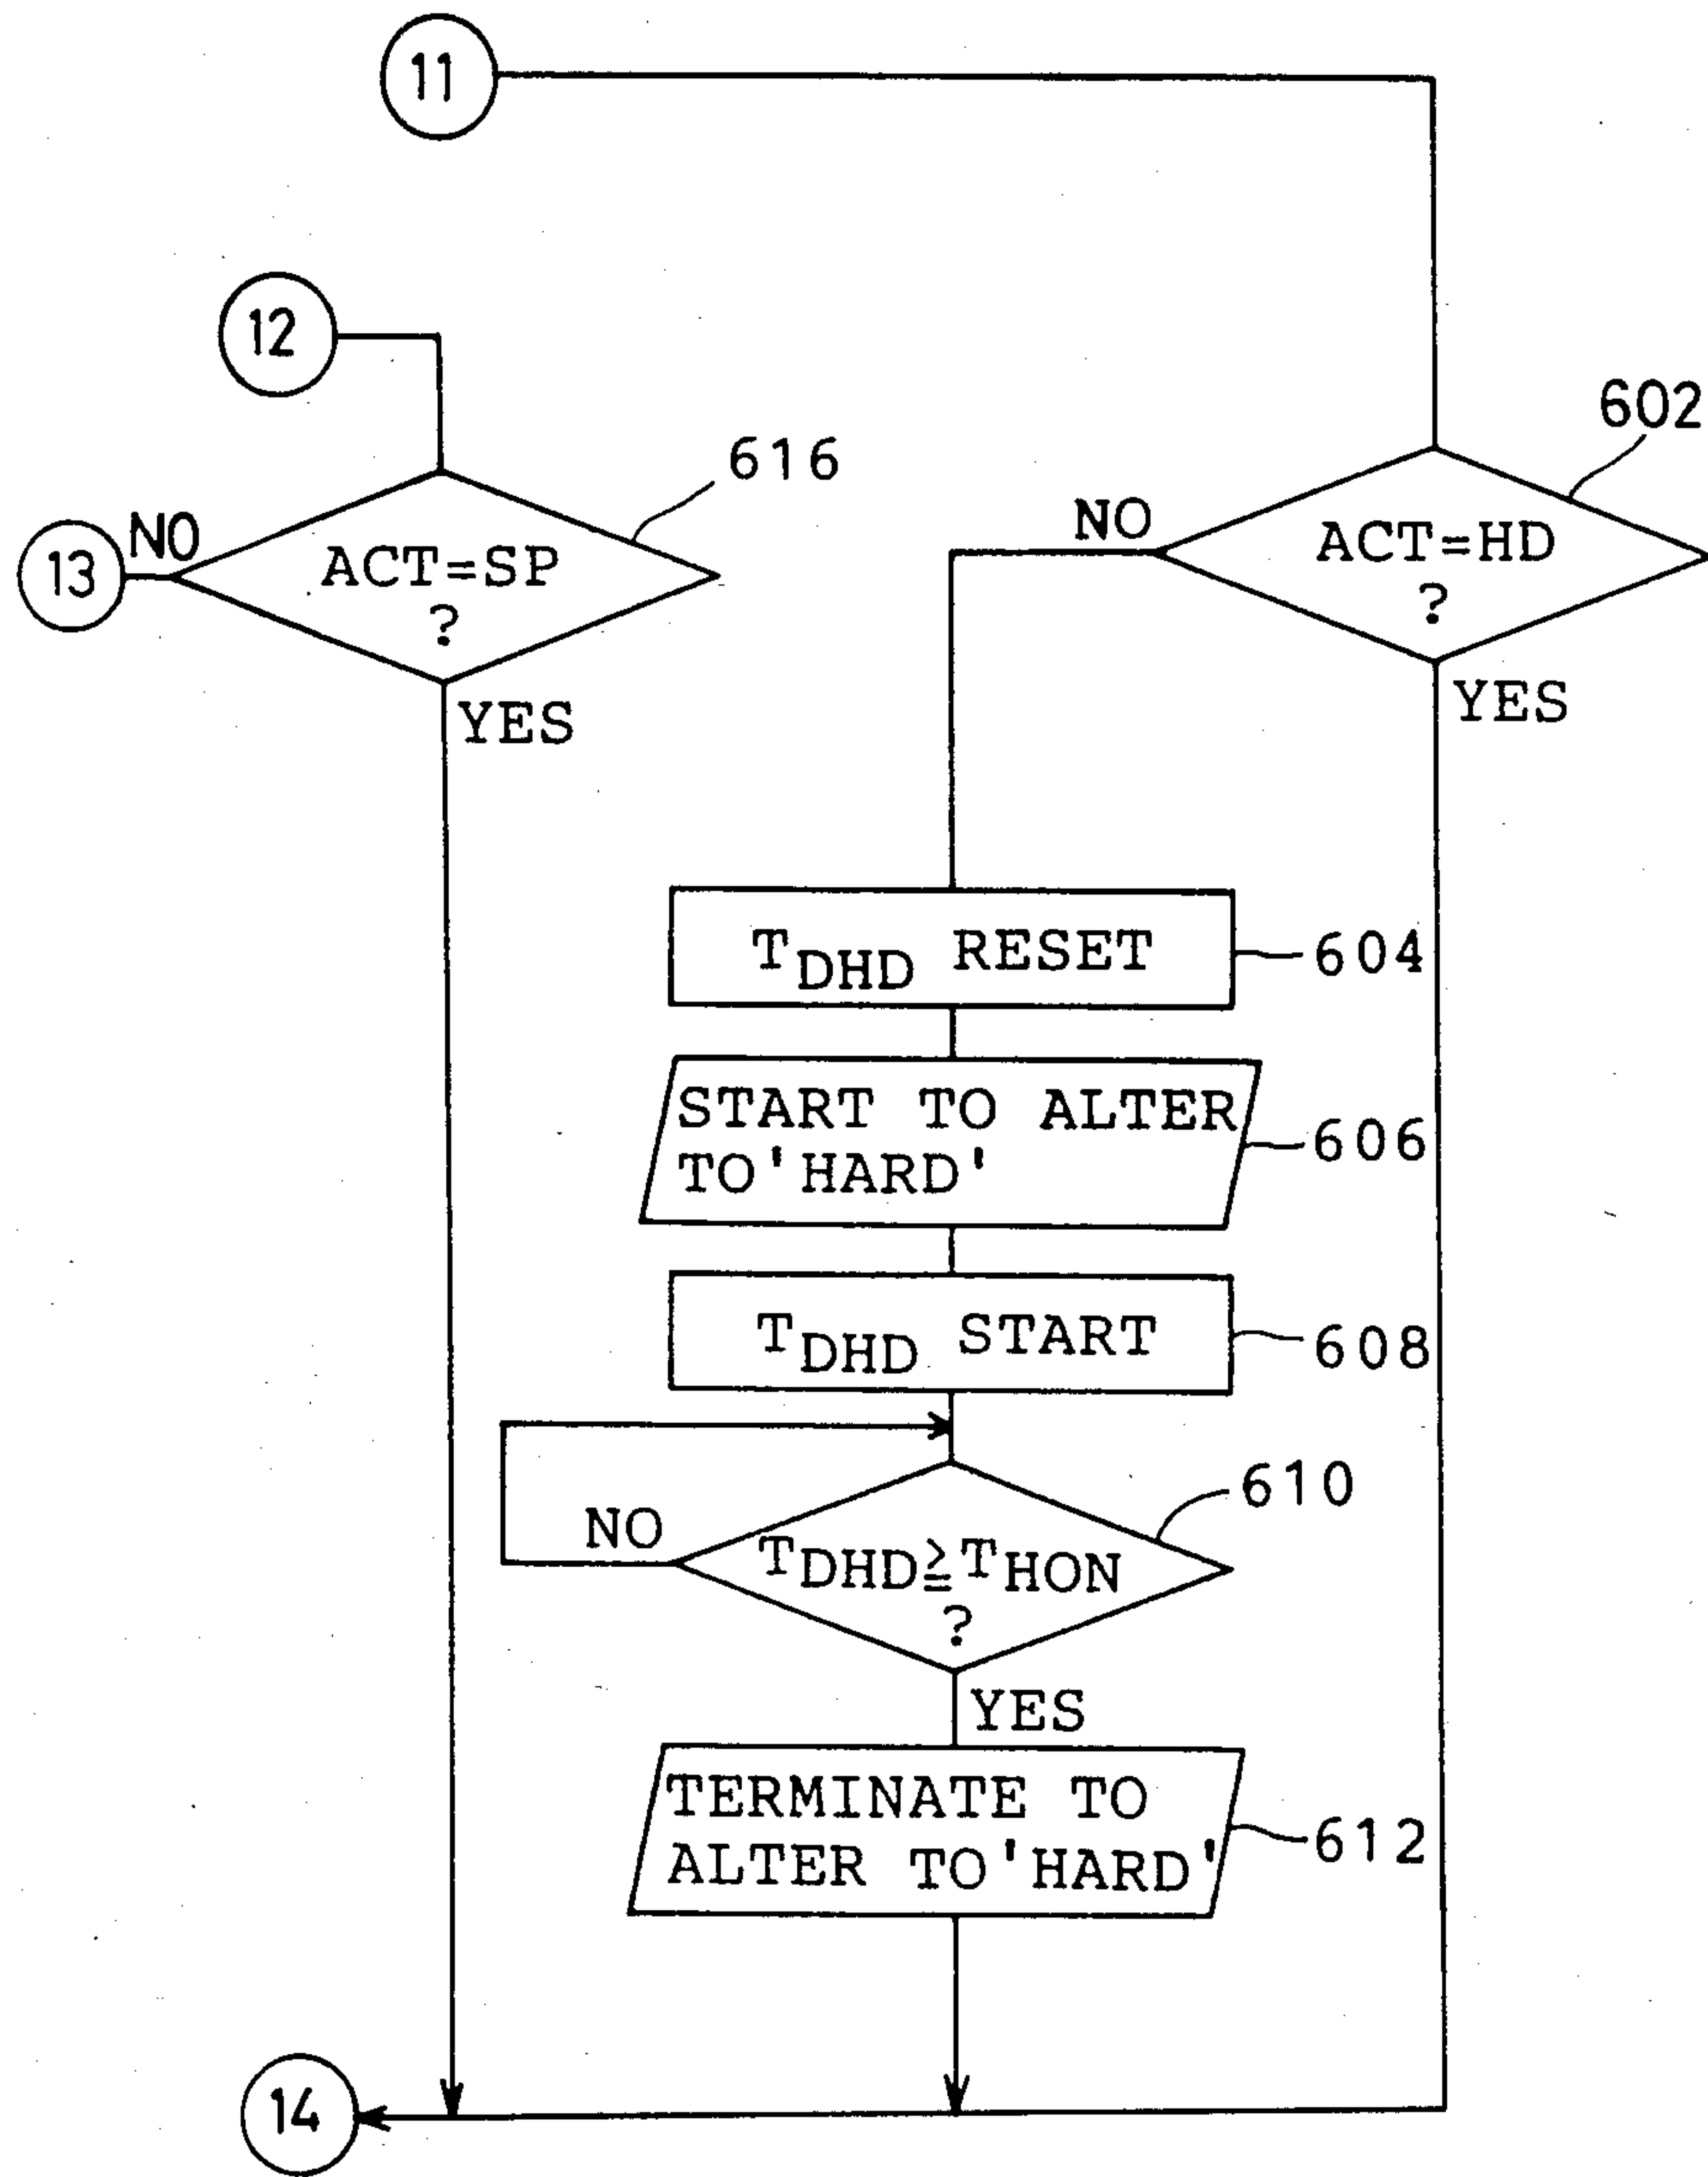 11
12
602
616
NO
ACT=HD
?
YES
13
NO
ACT=SP
?
YES
TDHD RESET
604
START TO ALTER
TO'HARD'
606
TDHD START
608
610
NO
TDHD≧THON
?
YES
TERMINATE TO
ALTER TO'HARD'
612
14